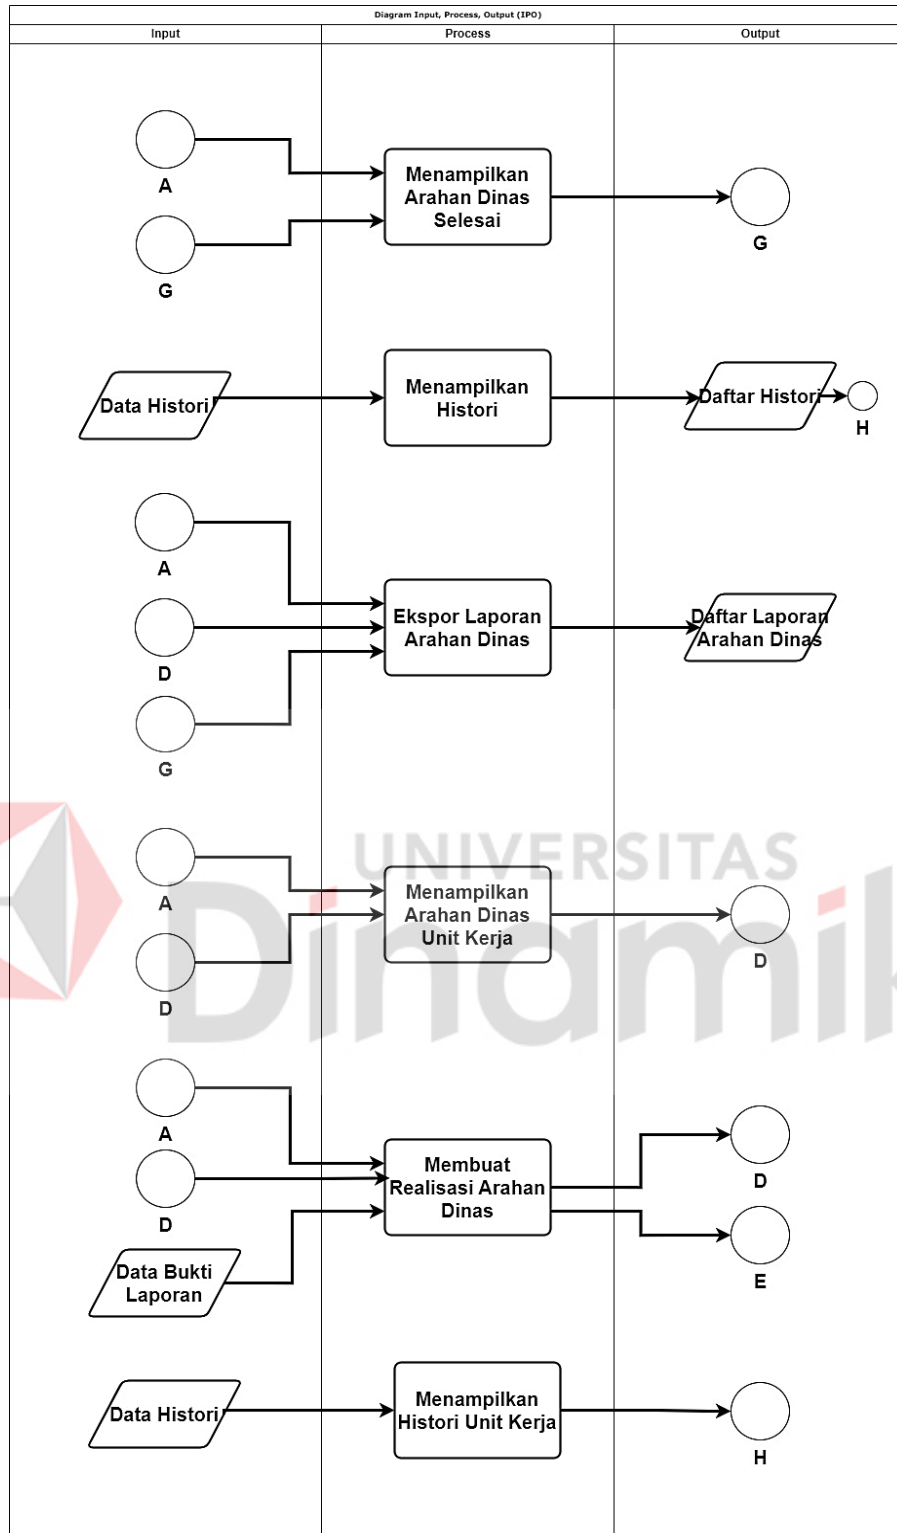 Diagram Input, Process, Output (IPO)
Input
Process
Output
A
G
Menampilkan
Arahan Dinas
Selesai
G
Data Histori
Menampilkan
Histori
Daftar Histori
H
A
D
G
Ekspor Laporan
Arahan Dinas
Daftar Laporan
Arahan Dinas
UNIVERSITAS
Dinamik
A
D
Menampilkan
Arahan Dinas
Unit Kerja
D
A
D
Data Bukti
Laporan
Membuat
Realisasi Arahan
Dinas
D
E
Data Histori
Menampilkan
Histori Unit Kerja
H